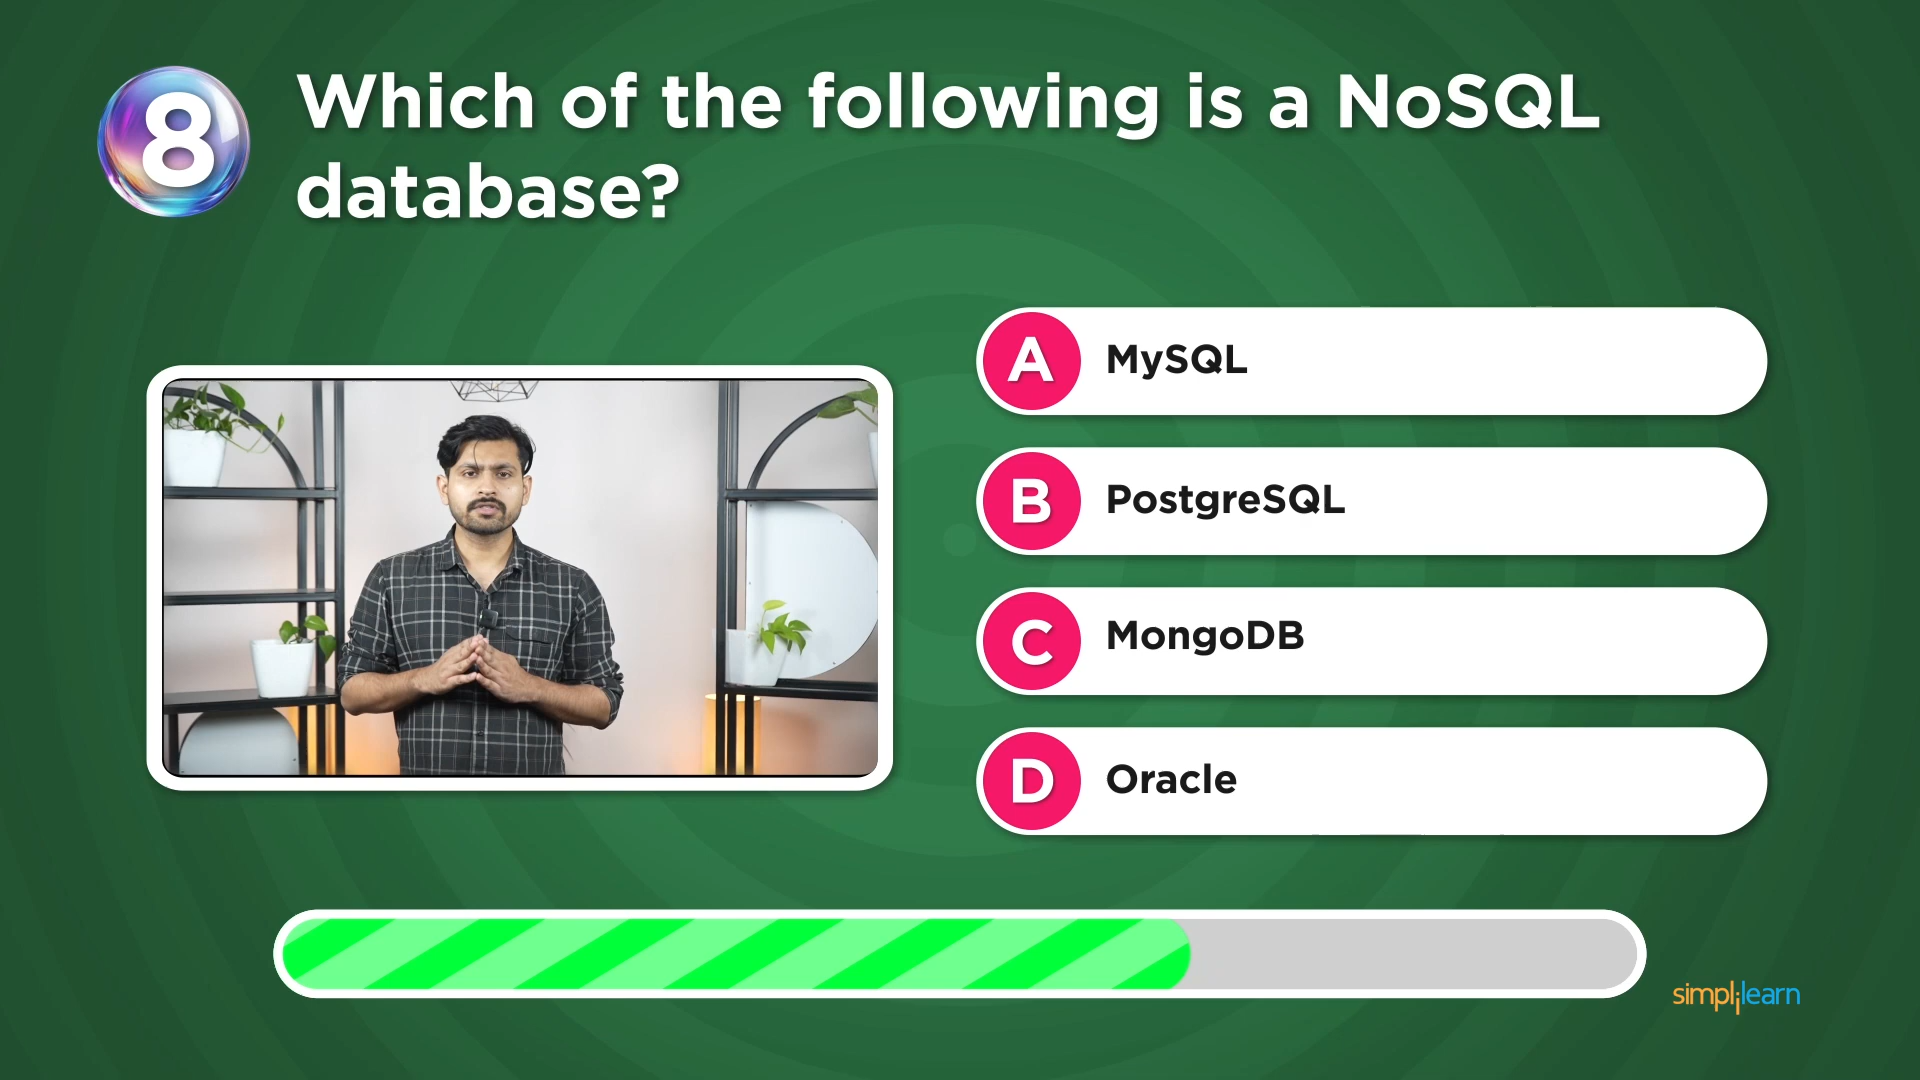 8
Which of the following is a NoSQL
database?
A MySQL
B PostgreSQL
C MongoDB
D Oracle
simplilearn